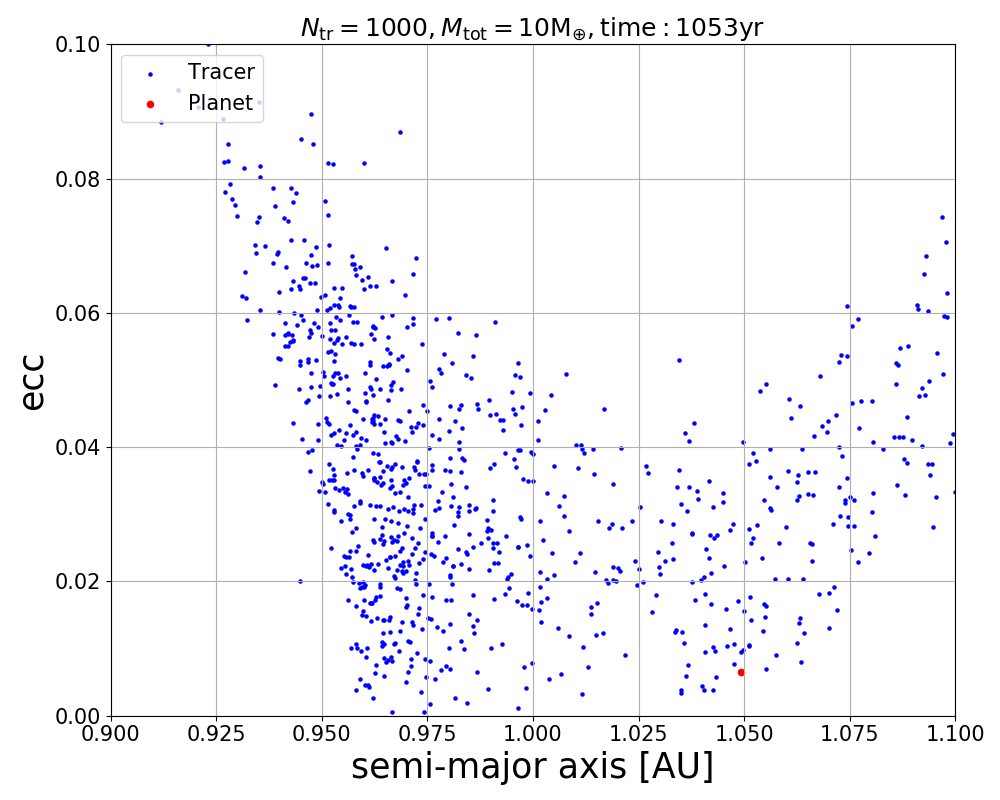 N_tr = 1000, M_tot = 10M_⊕, time : 1053yr
Tracer
Planet
0.10
0.08
0.06
0.04
0.02
0.00
ecc
0.900 0.925 0.950 0.975 1.000 1.025 1.050 1.075 1.100
semi-major axis [AU]